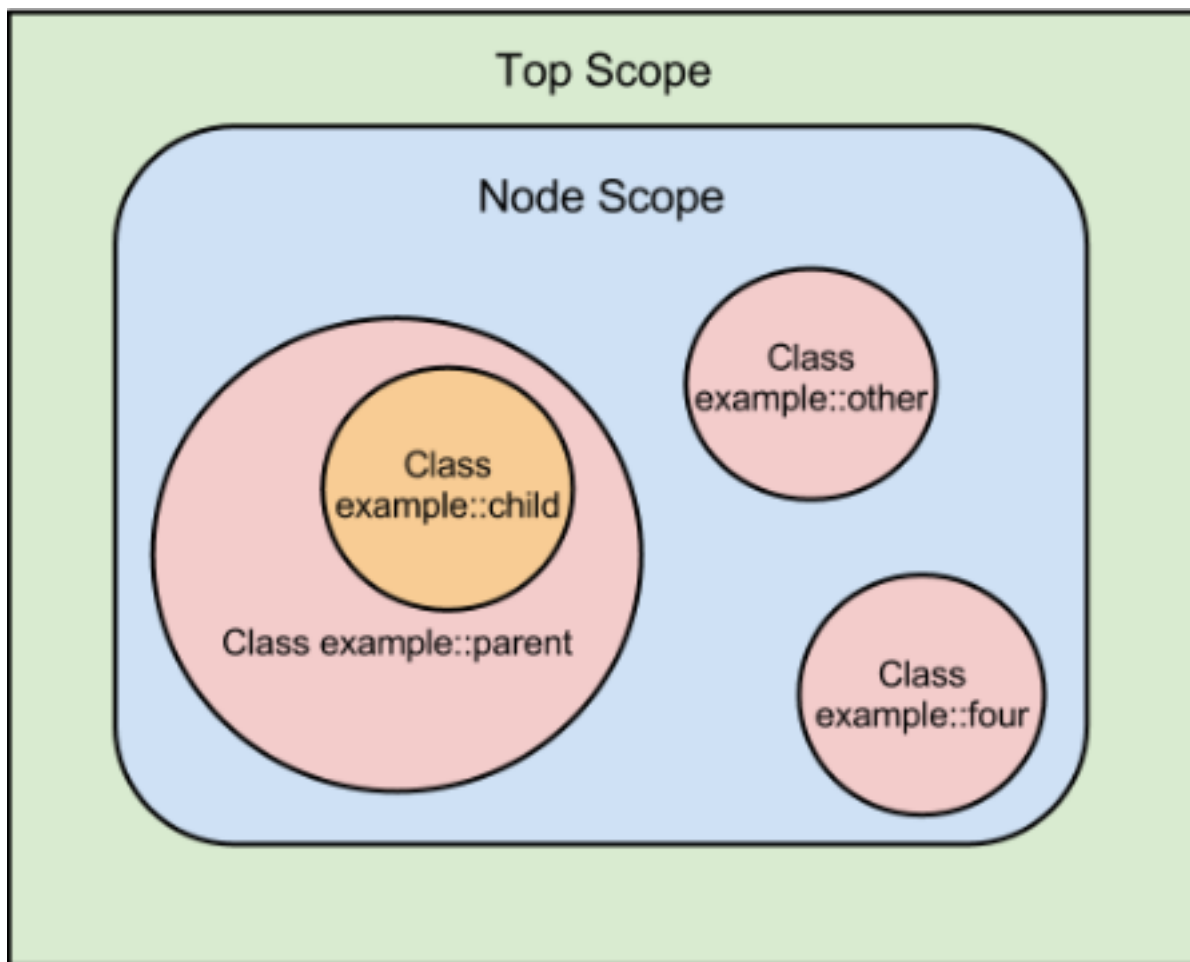 Top Scope
Node Scope
Class
example::other
Class
example::child
Class example::parent
Class
example::four